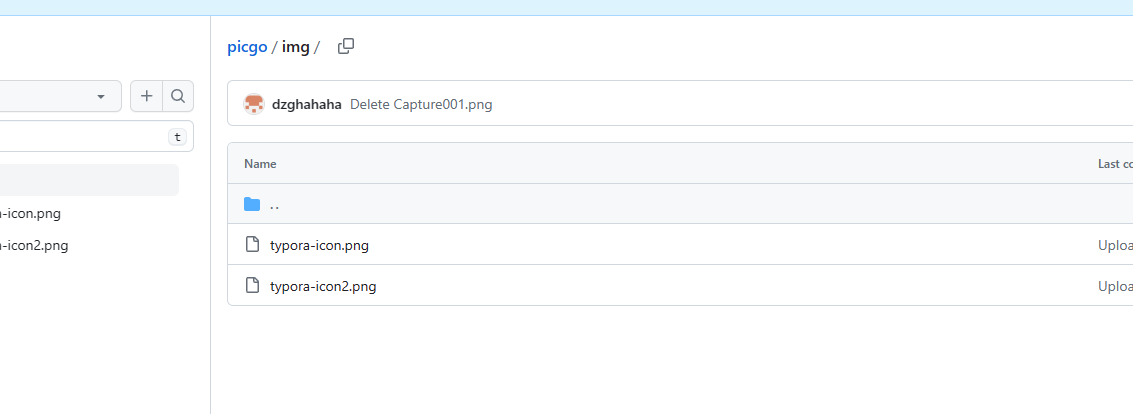 picgo / img /
dzghahaha Delete Capture001.png
t
Name Last co
..
-icon.png
typora-icon.png Uploa
-icon2.png
typora-icon2.png Uploa